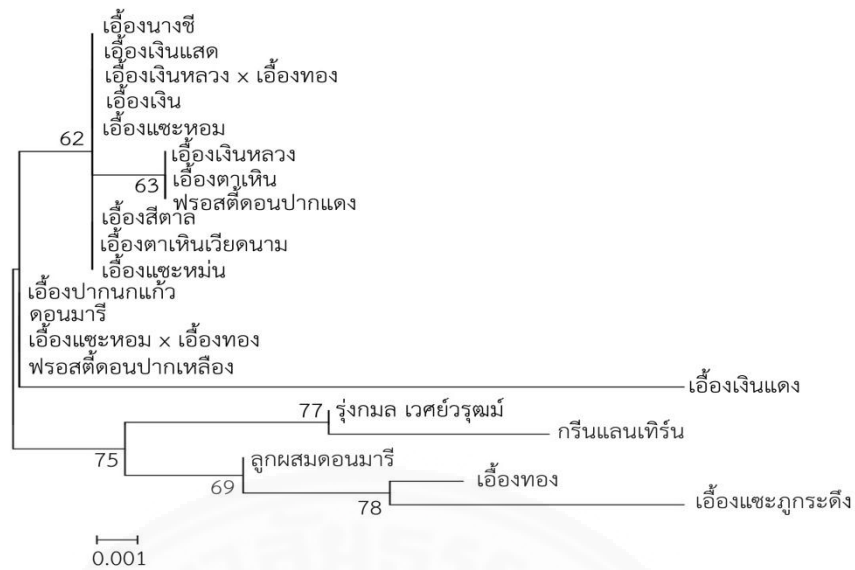 เอื้องนางชี
เอื้องเงินแสด
เอื้องเงินหลวง × เอื้องทอง
เอื้องเงิน
เอื้องแซะหอม
62
เอื้องเงินหลวง
63
เอื้องตาเหิน
ฟรอสตี้ดอนปากแดง
เอื้องสีตาล
เอื้องตาเหินเวียดนาม
เอื้องแซะหม่น
เอื้องปากนกแก้ว
ดอนมารี
เอื้องแซะหอม × เอื้องทอง
ฟรอสตี้ดอนปากเหลือง
เอื้องเงินแดง
77
รุ่งกมล เวศย์วรุฒม์
กรีนแลนเทิร์น
75
ลูกผสมดอนมารี
69
เอื้องทอง
78
เอื้องแซะภูกระดึง
0.001